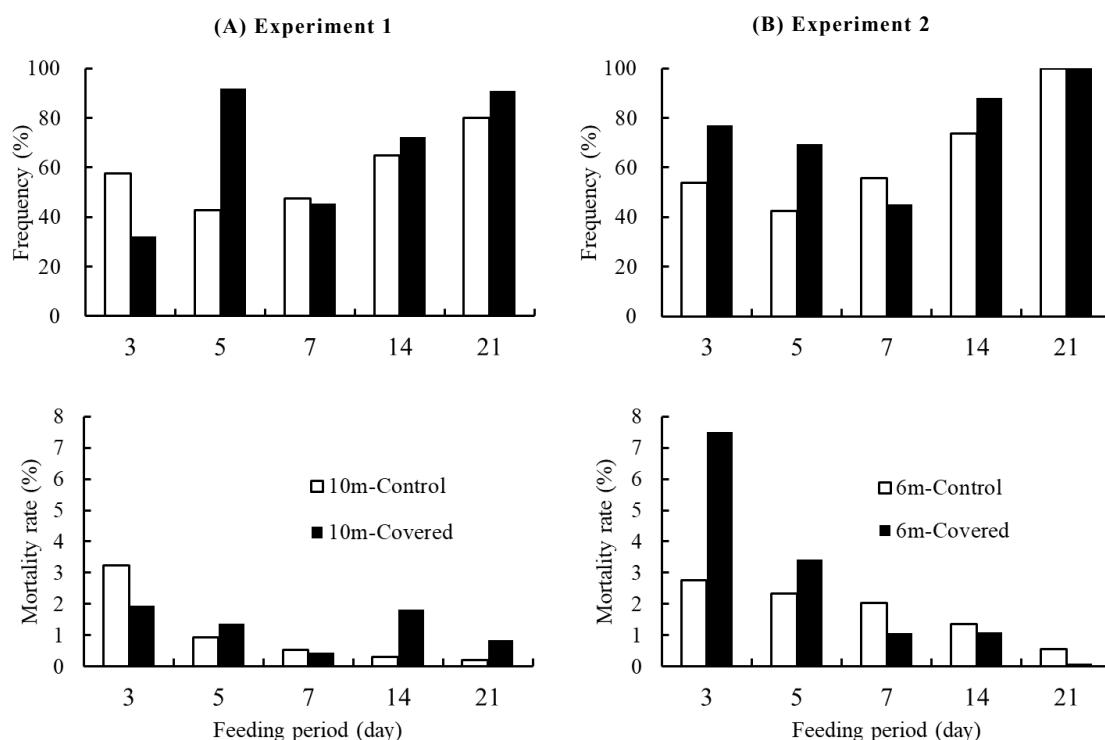 (A) Experiment 1
(B) Experiment 2
Frequency (%)
100
80
60
40
20
0
3 5 7 14 21
Frequency (%)
100
80
60
40
20
0
3 5 7 14 21
Mortality rate (%)
8
7
6
5
4
3
2
1
0
10m-Control
10m-Covered
3 5 7 14 21
Feeding period (day)
Mortality rate (%)
8
7
6
5
4
3
2
1
0
6m-Control
6m-Covered
3 5 7 14 21
Feeding period (day)